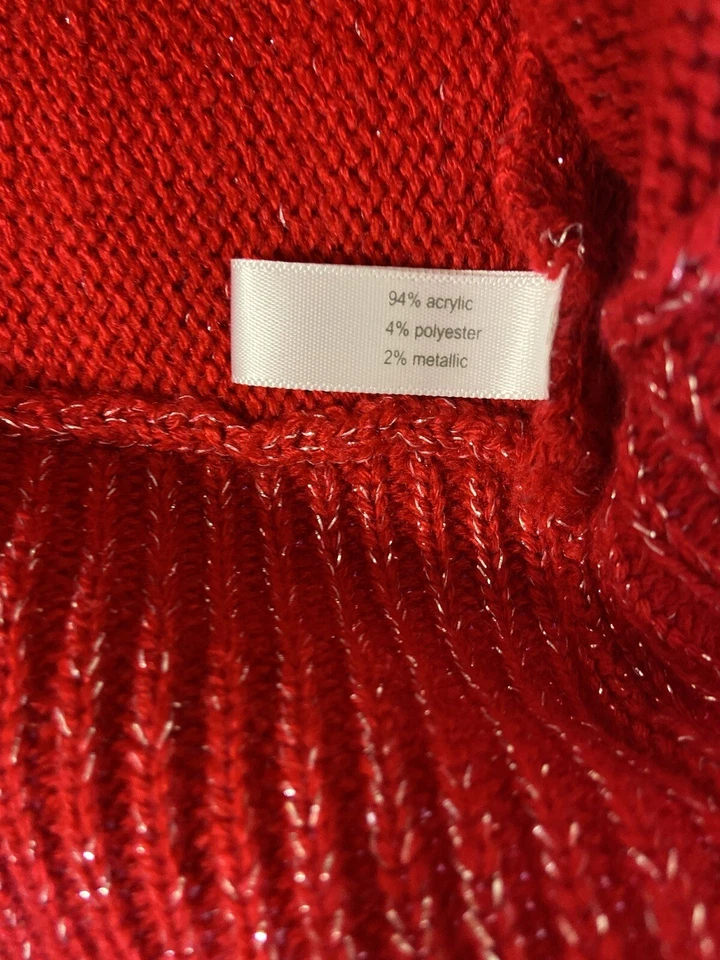 94% acrylic
4% polyester
2% metallic